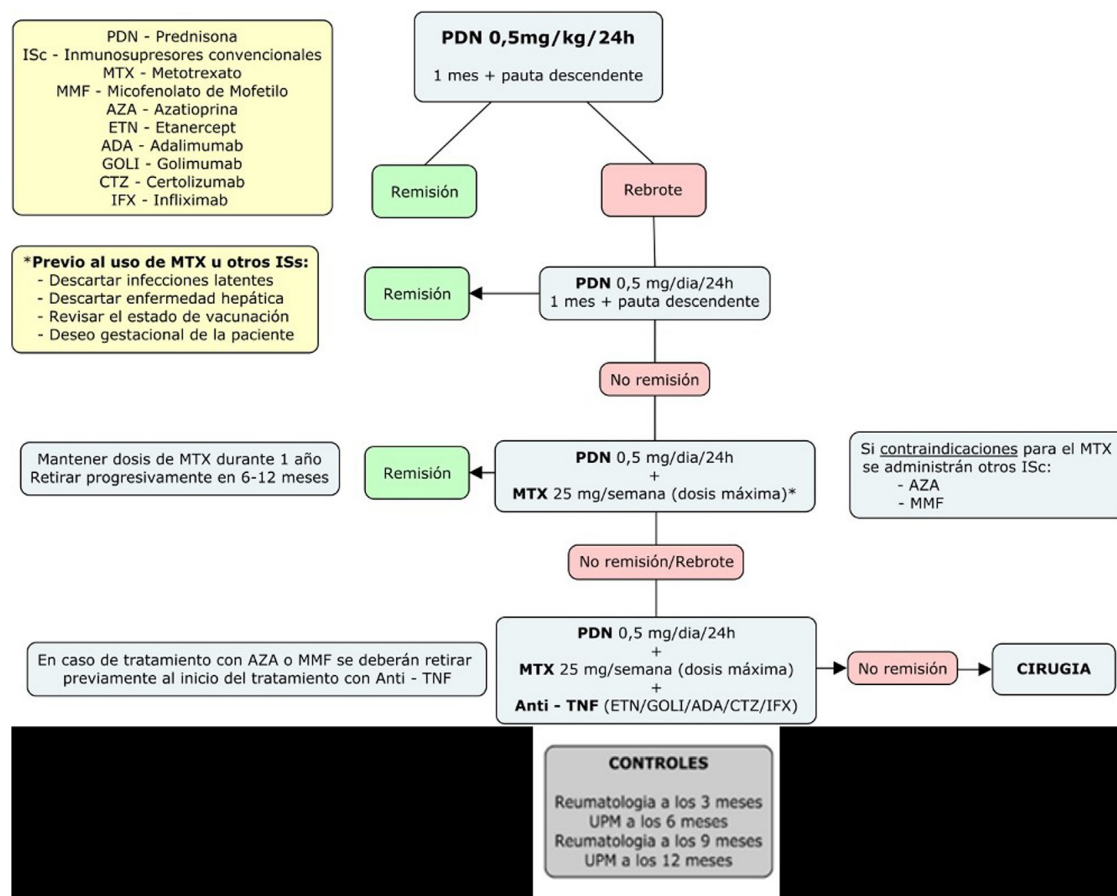 PDN - Prednisona
ISc - Inmunosupresores convencionales
MTX - Metotrexato
MMF - Micofenolato de Mofetilo
AZA - Azatioprina
ETN - Etanercept
ADA - Adalimumab
GOLI - Golimumab
CTZ - Certolizumab
IFX - Infliximab
PDN 0,5mg/kg/24h
1 mes + pauta descendente
Remisión
Rebrote
*Previo al uso de MTX u otros ISs:
- Descartar infecciones latentes
- Descartar enfermedad hepática
- Revisar el estado de vacunación
- Deseo gestacional de la paciente
Remisión
PDN 0,5 mg/dia/24h
1 mes + pauta descendente
No remisión
Mantener dosis de MTX durante 1 año
Retirar progresivamente en 6-12 meses
Remisión
PDN 0,5 mg/dia/24h
+
MTX 25 mg/semana (dosis máxima)*
Si contraindicaciones para el MTX
se administrán otros ISc:
- AZA
- MMF
No remisión/Rebrote
En caso de tratamiento con AZA o MMF se deberán retirar
previamente al inicio del tratamiento con Anti - TNF
PDN 0,5 mg/dia/24h
+
MTX 25 mg/semana (dosis máxima)
+
Anti - TNF (ETN/GOLI/ADA/CTZ/IFX)
No remisión
CIRUGIA
CONTROLES
Reumatologia a los 3 meses
UPM a los 6 meses
Reumatologia a los 9 meses
UPM a los 12 meses